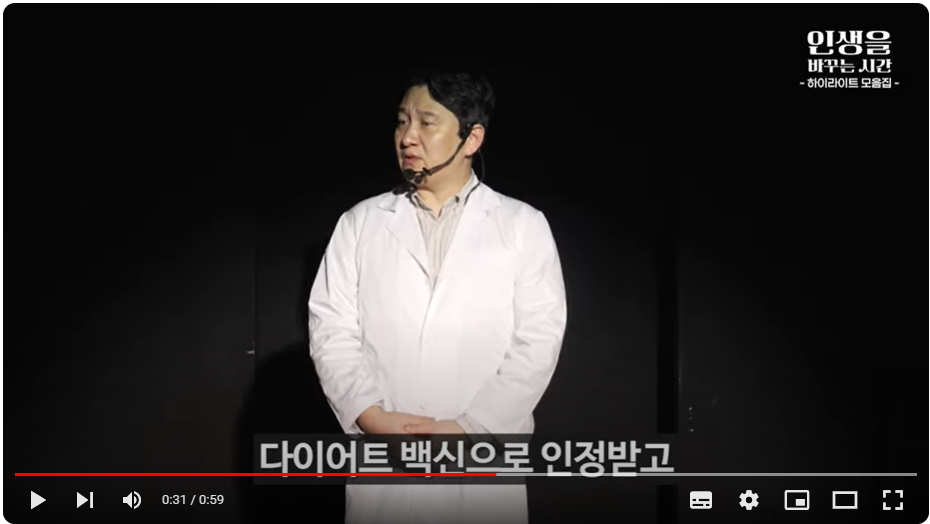 인생을
바꾸는 시간
- 하이라이트 모음집 -
다이어트 백신으로 인정받고
0:31 / 0:59